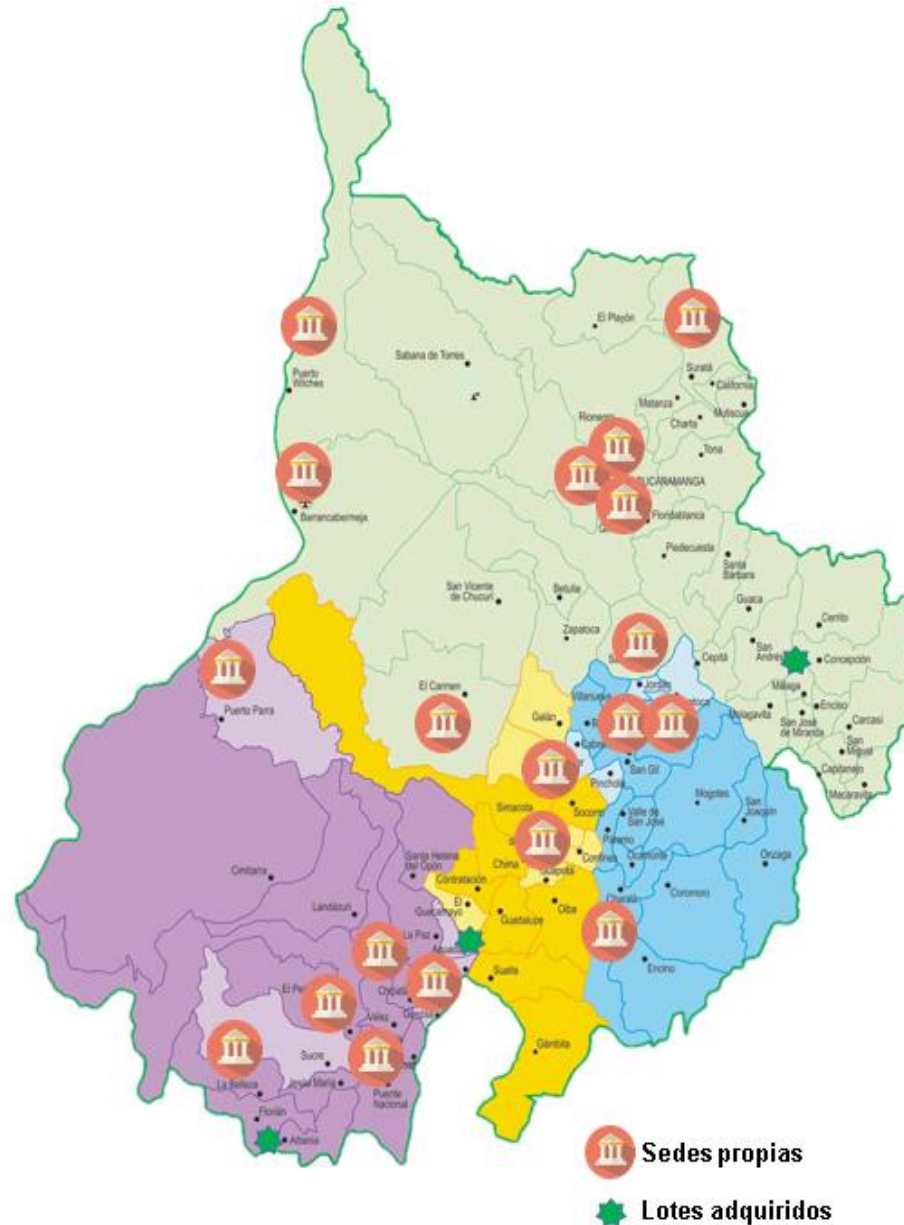 El Playón
Sabana de Torres
Suratá
California
Puerto
Wilches
Matanza
Mutiscua
Charta
Rionegro
Tona
BUCARAMANGA
Barrancabermeja
Floridablanca
Piedecuesta
Santa
Bárbara
San Vicente
de Chucurí
Betulia
Guaca
Cerrito
Zapatoca
San
Andrés
Cepitá
Concepción
Jordán
El Carmen
Villanueva
Málaga
Enciso
Molagavita
San José
de Miranda
Carcasí
Puerto Parra
Galán
San
Miguel
San Gil
Capitanejo
Pinchote
Macaravita
Mogotes
San
Joaquín
Simacota
Socorro
Valle de
San José
Páramo
Confines
Ocamonte
Onzaga
Santa Helena
del Opón
China
Contratación
Guapotá
Cimitarra
Charalá
Coromoro
El
Guacamayo
Oiba
Landázuri
Guadalupe
La Paz
Encino
Suaita
Chipatá
Vélez
Gámbita
Sucre
La Belleza
Jesús María
Puente
Nacional
Florián
Albania
Sedes propias
Lotes adquiridos